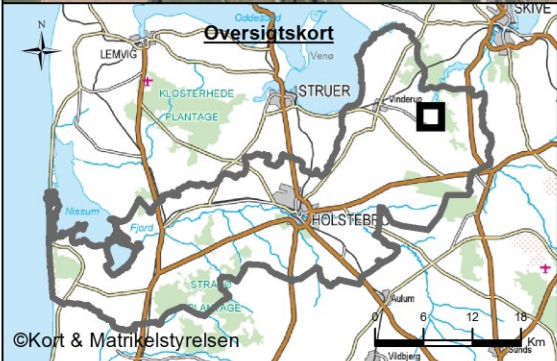 Oversigtskort
N
Oddesund
SKIVE
LEMVIG
Venø
KLOSTERHEDE
PLANTAGE
STRUER
Vinderup
Nissum
Fjord
HOLSTEBRO
STRÅSØ
PLANTAGE
Aulum
0 6 12 18
Km
©Kort & Matrikelstyrelsen
Vildbjerg
Sunds